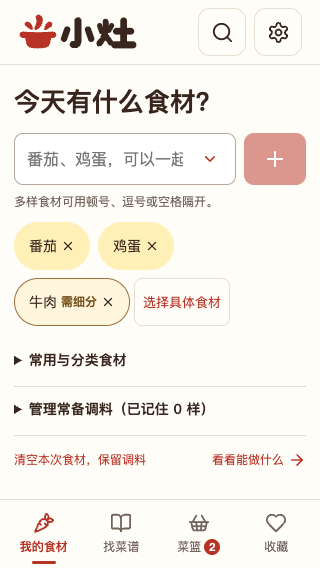 小灶
今天有什么食材?
番茄、鸡蛋，可以一起
多样食材可用顿号、逗号或空格隔开。
番茄 × 鸡蛋 ×
牛肉 需细分 × 选择具体食材
▶ 常用与分类食材
▶ 管理常备调料（已记住 0 样）
清空本次食材，保留调料 看看能做什么 →
我的食材 找菜谱 菜篮 2 收藏